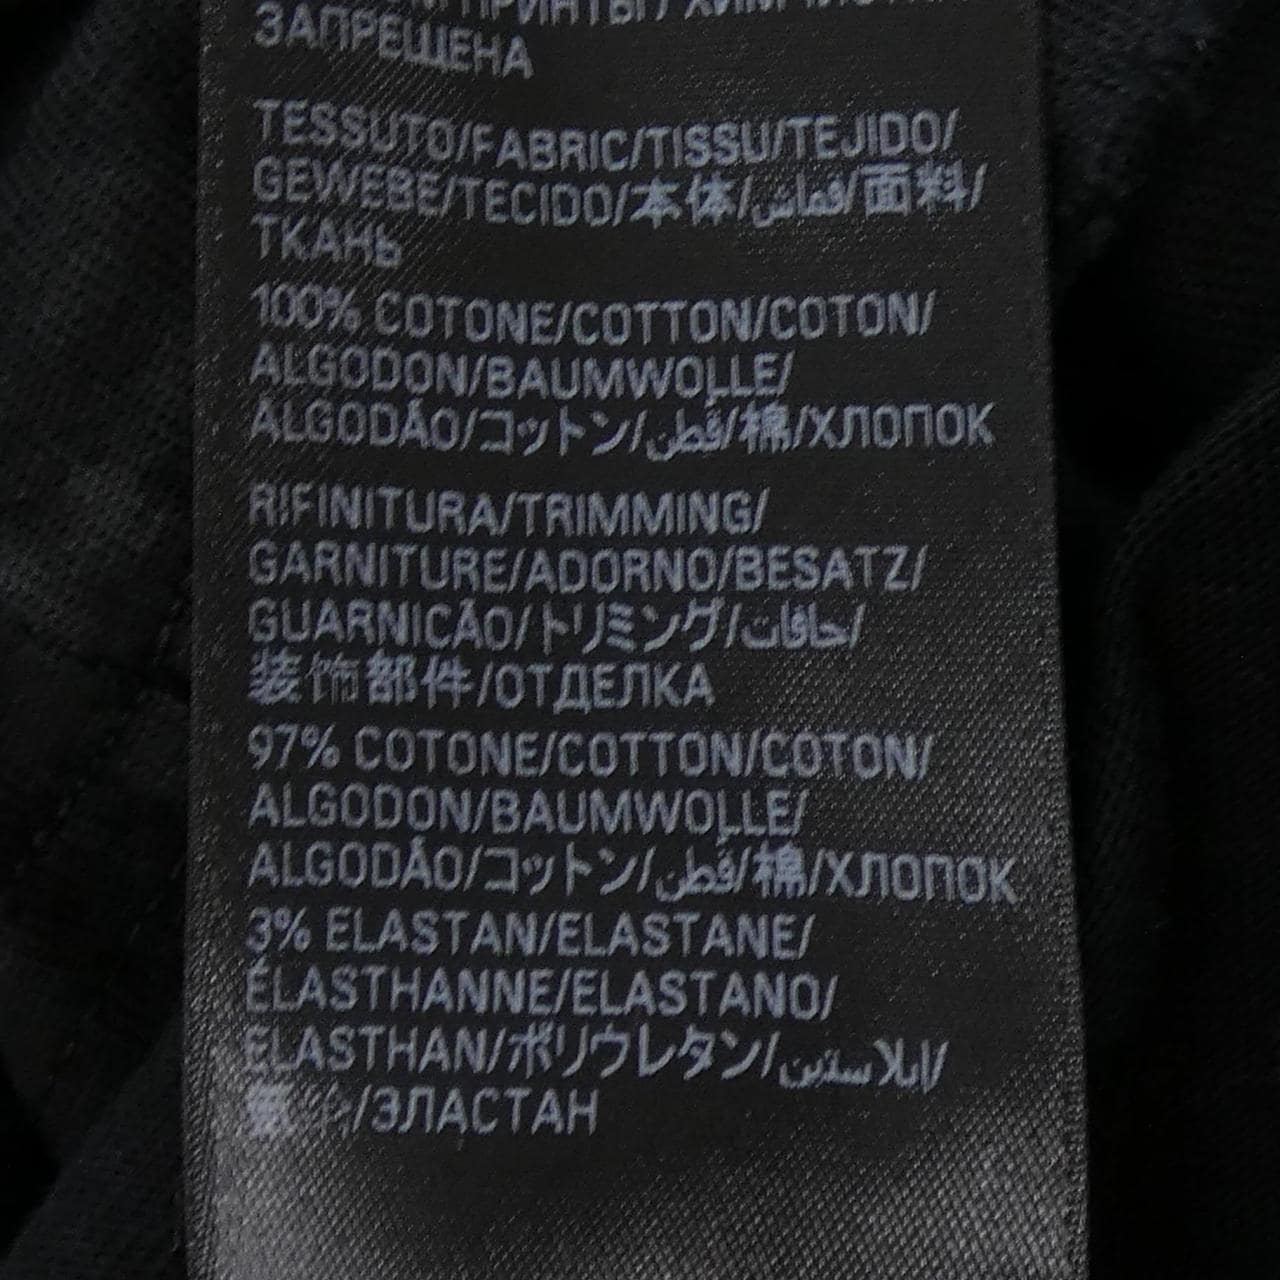 ПРИНТЫ/
ЗАПРЕЩЕНА
TESSUTO/FABRIC/TISSU/TEJIDO/
GEWEBE/TECIDO/本体/قماش/面料/
ТКАНЬ
100% COTONE/COTTON/COTON/
ALGODON/BAUMWOLLE/
ALGODÃO/コットン/قطن/棉/ХЛОПОК
RIFINITURA/TRIMMING/
GARNITURE/ADORNO/BESATZ/
GUARNICÃO/トリミング/حافات/
装饰部件/ОТДЕЛКА
97% COTONE/COTTON/COTON/
ALGODON/BAUMWOLLE/
ALGODÃO/コットン/قطن/棉/ХЛОПОК
3% ELASTAN/ELASTANE/
ÉLASTHANNE/ELASTANO/
ELASTHAN/ポリウレタン/إيلاستين/
/ЭЛАСТАН